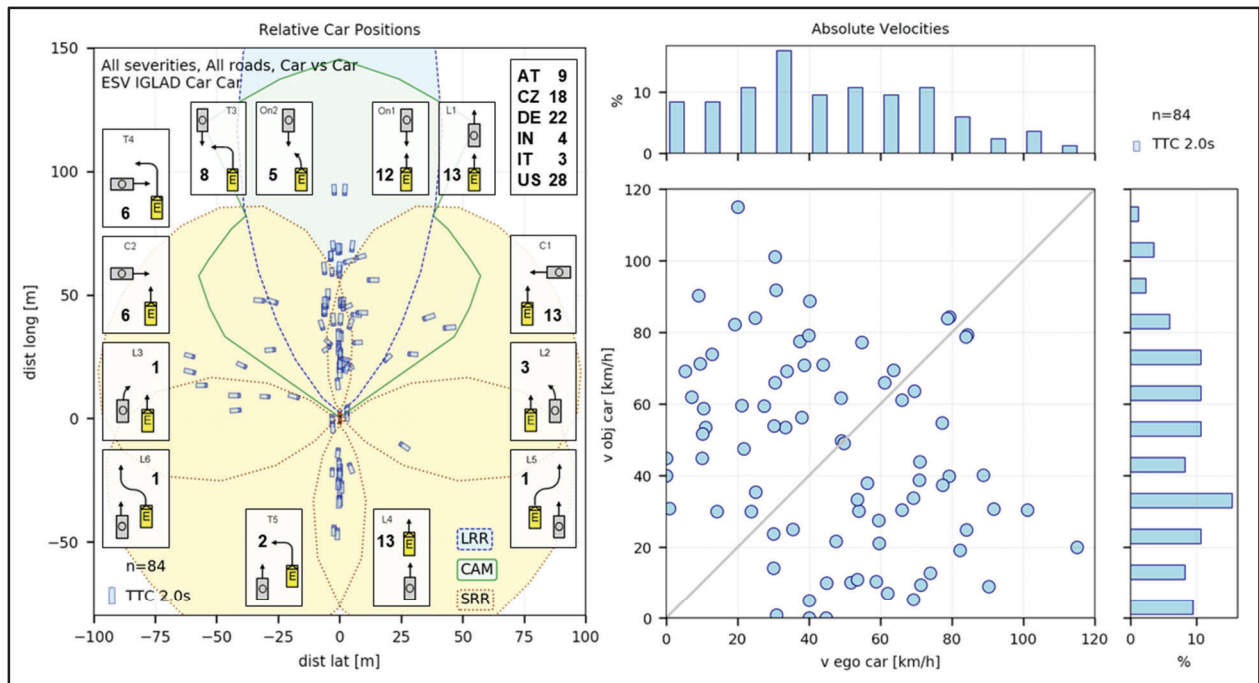 Relative Car Positions
150
All severities, All roads, Car vs Car
ESV IGLAD Car Car
AT 9
CZ 18
DE 22
IN 4
IT 3
US 28
T3
O
E
8
On2
O
E
5
On1
O
E
12
L1
O
E
13
T4
O
E
6
C2
O
E
6
C1
O
E
13
L3
1
O
E
L2
3
E
O
L6
1
O
E
L5
1
E
O
T5
2
E
O
L4
13
E
O
LRR
CAM
SRR
n=84
TTC 2.0s
100
50
0
−50
−100 −75 −50 −25 0 25 50 75 100
dist long [m]
dist lat [m]
Absolute Velocities
%
10
0
n=84
TTC 2.0s
120
100
80
60
40
20
0
0 20 40 60 80 100 120
v obj car [km/h]
v ego car [km/h]
0 10
%